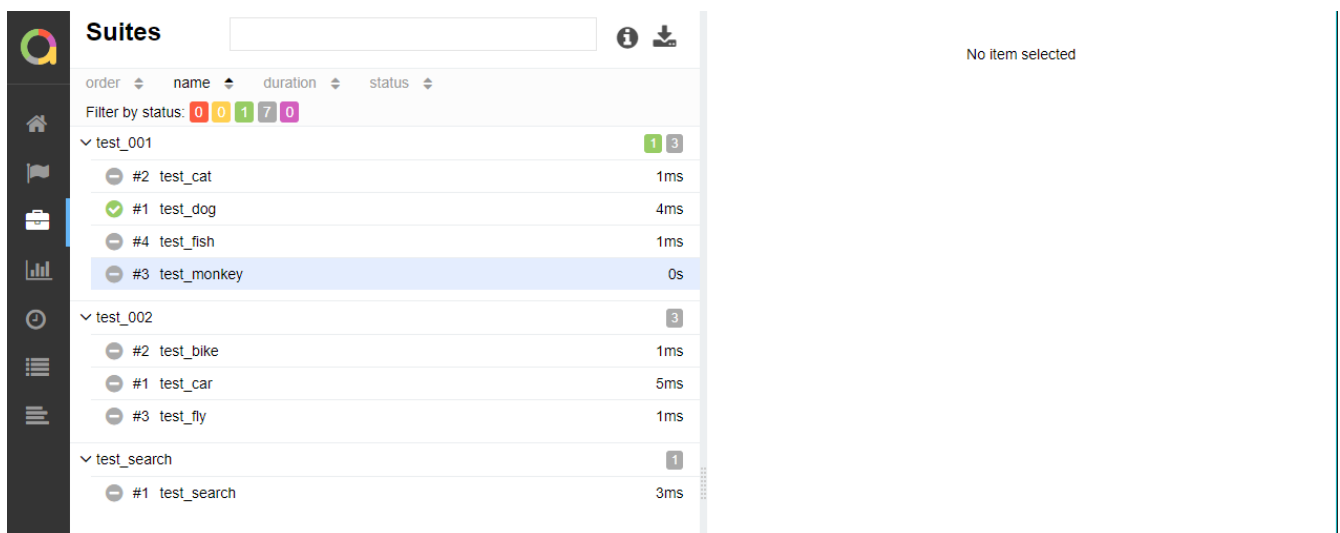 Suites
No item selected
order name duration status
Filter by status: 0 0 1 7 0
test_001 1 3
#2 test_cat 1ms
#1 test_dog 4ms
#4 test_fish 1ms
#3 test_monkey 0s
test_002 3
#2 test_bike 1ms
#1 test_car 5ms
#3 test_fly 1ms
test_search 1
#1 test_search 3ms